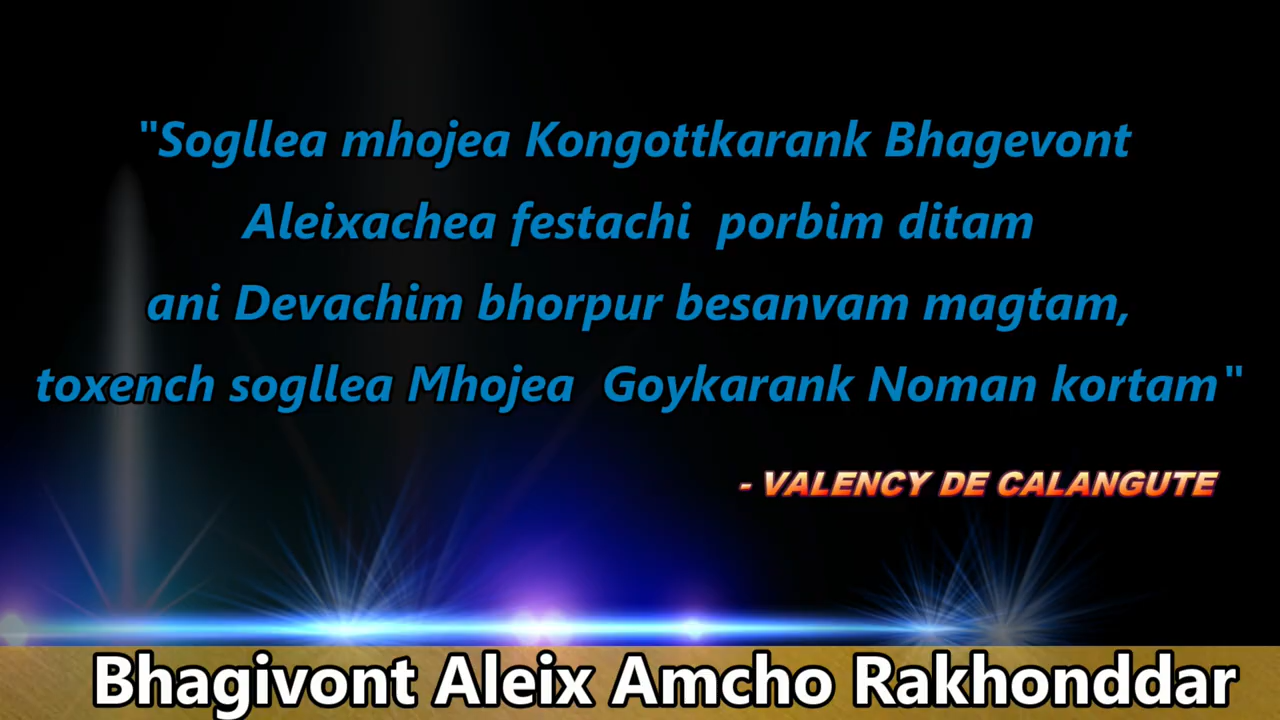 "Sogllea mhojea Kongottkarank Bhagevont
Aleixachea festachi porbim ditam
ani Devachim bhorpur besanvam magtam,
toxench sogllea Mhojea Goykarank Noman kortam"
- VALENCY DE CALANGUTE
Bhagivont Aleix Amcho Rakhonddar